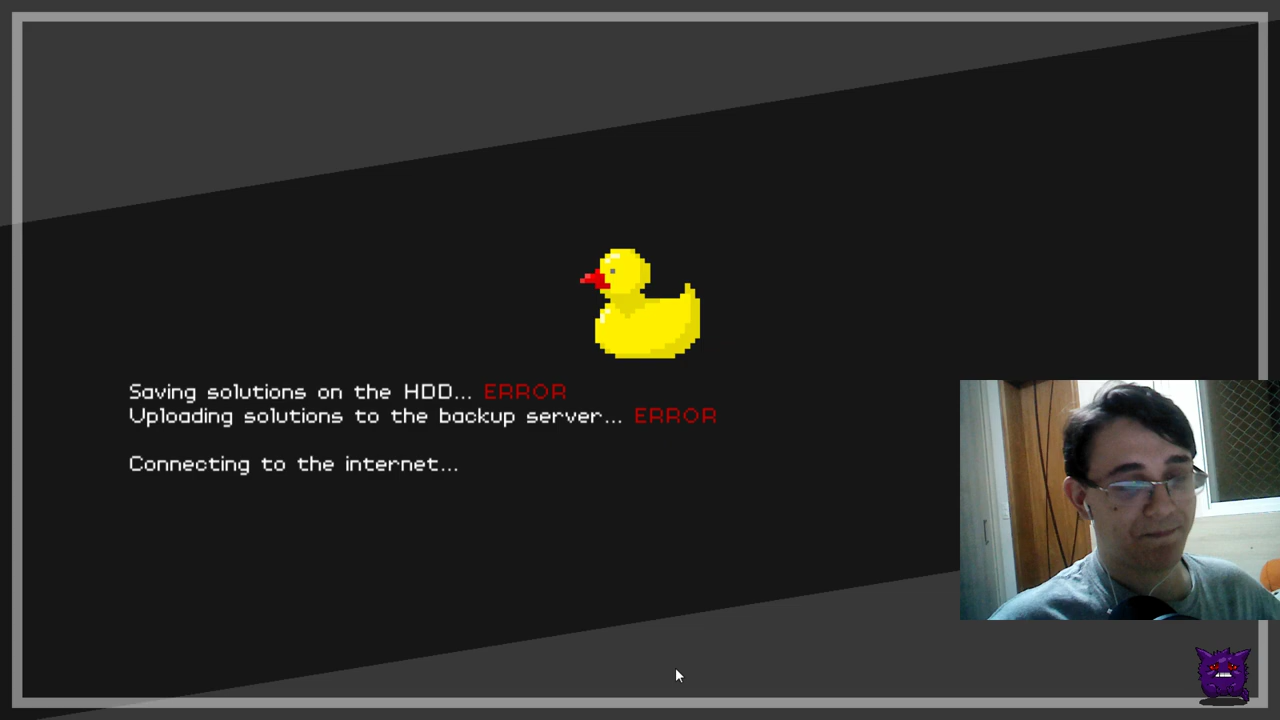 Saving solutions on the HDD... ERROR
Uploading solutions to the backup server... ERROR
Connecting to the internet...